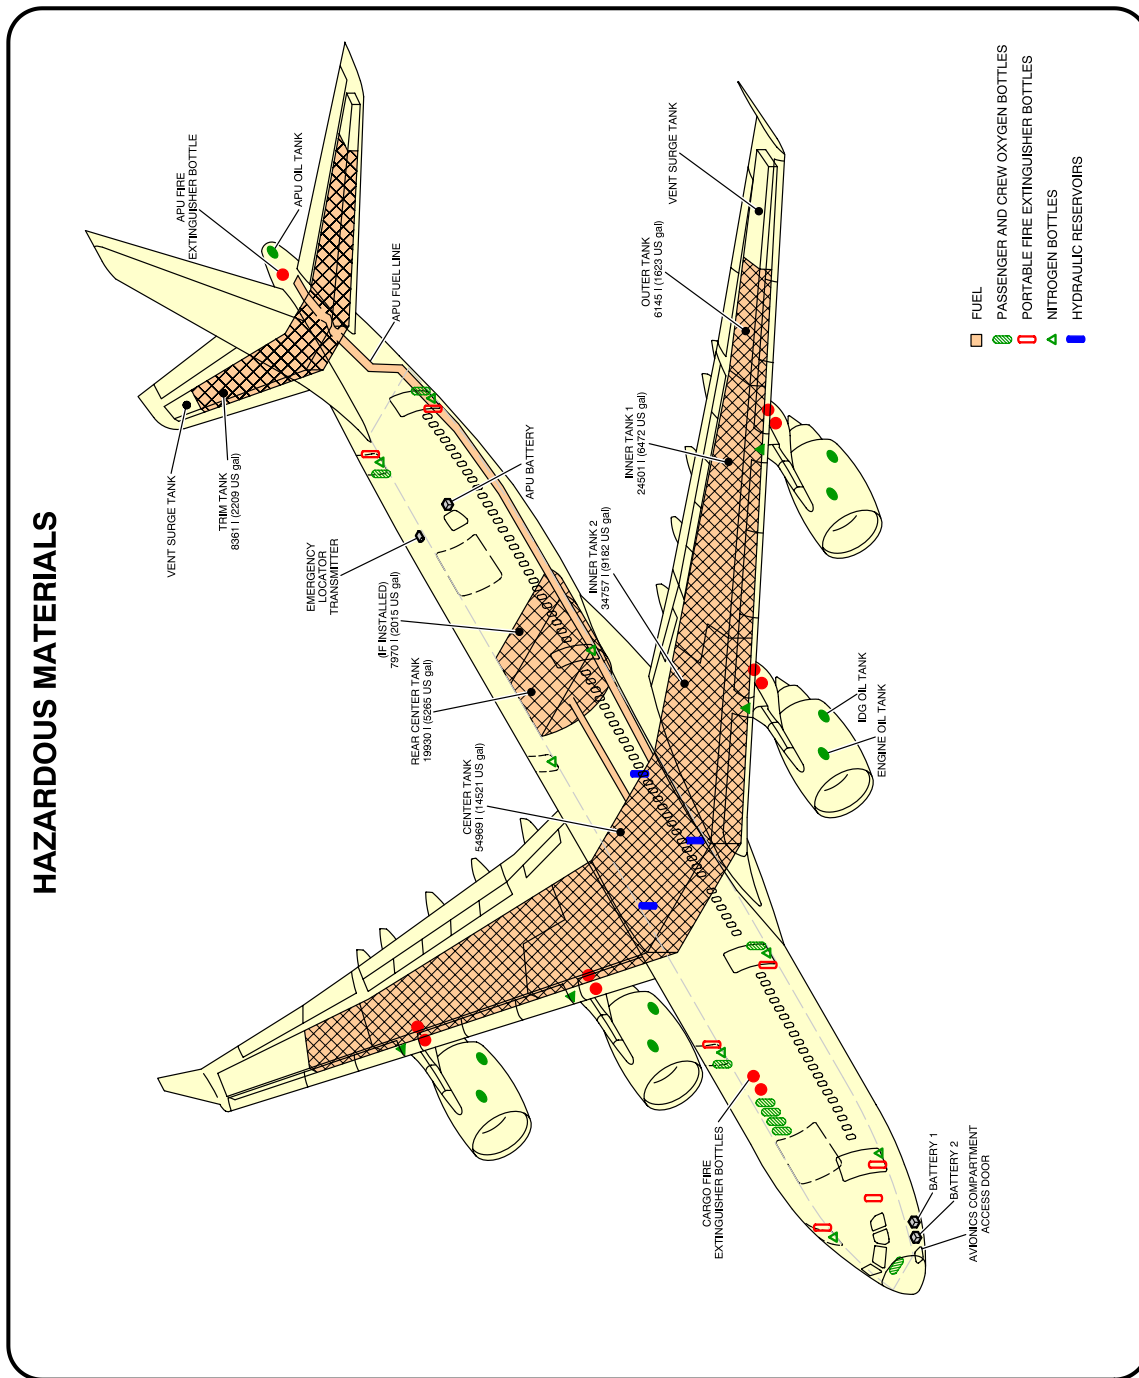 HAZARDOUS MATERIALS
VENT SURGE TANK
TRIM TANK
8361 l (2209 US gal)
APU FIRE
EXTINGUISHER BOTTLE
APU OIL TANK
APU FUEL LINE
APU BATTERY
EMERGENCY
LOCATOR
TRANSMITTER
(IF INSTALLED)
7970 l (2015 US gal)
REAR CENTER TANK
19930 l (5265 US gal)
CENTER TANK
54969 l (14521 US gal)
INNER TANK 2
34757 l (9182 US gal)
INNER TANK 1
24501 l (6472 US gal)
OUTER TANK
6145 l (1623 US gal)
VENT SURGE TANK
IDG OIL TANK
ENGINE OIL TANK
CARGO FIRE
EXTINGUISHER BOTTLES
BATTERY 1
BATTERY 2
AVIONICS COMPARTMENT
ACCESS DOOR
FUEL
PASSENGER AND CREW OXYGEN BOTTLES
PORTABLE FIRE EXTINGUISHER BOTTLES
NITROGEN BOTTLES
HYDRAULIC RESERVOIRS